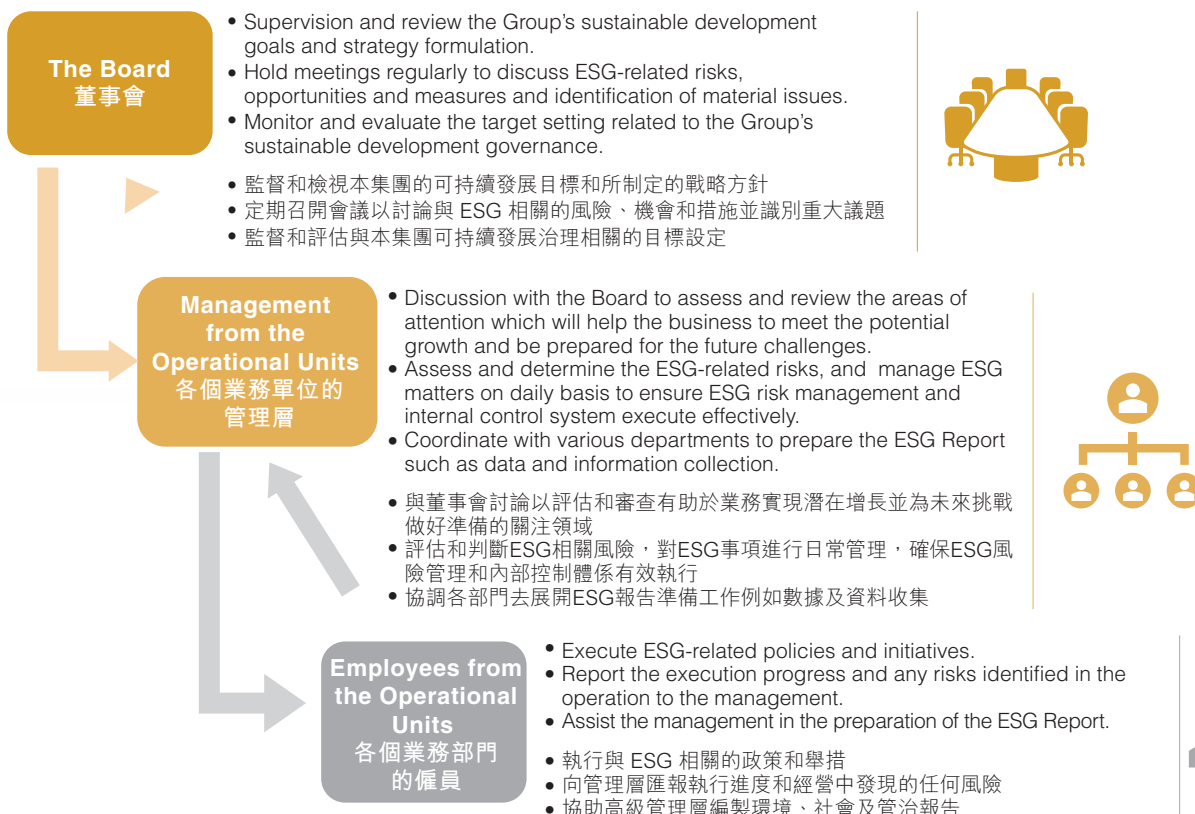 The Board
董事會
• Supervision and review the Group's sustainable development
goals and strategy formulation.
• Hold meetings regularly to discuss ESG-related risks,
opportunities and measures and identification of material issues.
• Monitor and evaluate the target setting related to the Group's
sustainable development governance.
• 監督和檢視本集團的可持續發展目標和所制定的戰略方針
• 定期召開會議以討論與 ESG 相關的風險、機會和措施並識別重大議題
• 監督和評估與本集團可持續發展治理相關的目標設定
Management
from the
Operational Units
各個業務單位的
管理層
• Discussion with the Board to assess and review the areas of
attention which will help the business to meet the potential
growth and be prepared for the future challenges.
• Assess and determine the ESG-related risks, and manage ESG
matters on daily basis to ensure ESG risk management and
internal control system execute effectively.
• Coordinate with various departments to prepare the ESG Report
such as data and information collection.
• 與董事會討論以評估和審查有助於業務實現潛在增長並為未來挑戰
做好準備的關注領域
• 評估和判斷ESG相關風險，對ESG事項進行日常管理，確保ESG風
險管理和內部控制體係有效執行
• 協調各部門去展開ESG報告準備工作例如數據及資料收集
Employees from
the Operational
Units
各個業務部門
的僱員
• Execute ESG-related policies and initiatives.
• Report the execution progress and any risks identified in the
operation to the management.
• Assist the management in the preparation of the ESG Report.
• 執行與 ESG 相關的政策和舉措
• 向管理層匯報執行進度和經營中發現的任何風險
• 協助高級管理層編製環境、社會及管治報告